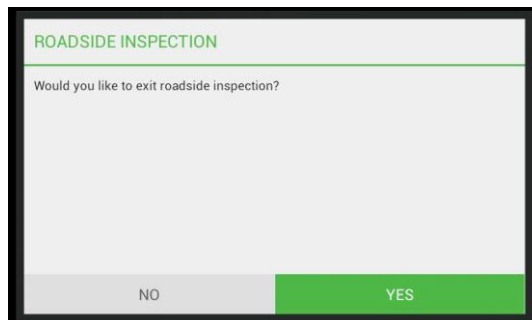 ROADSIDE INSPECTION
Would you like to exit roadside inspection?
NO
YES